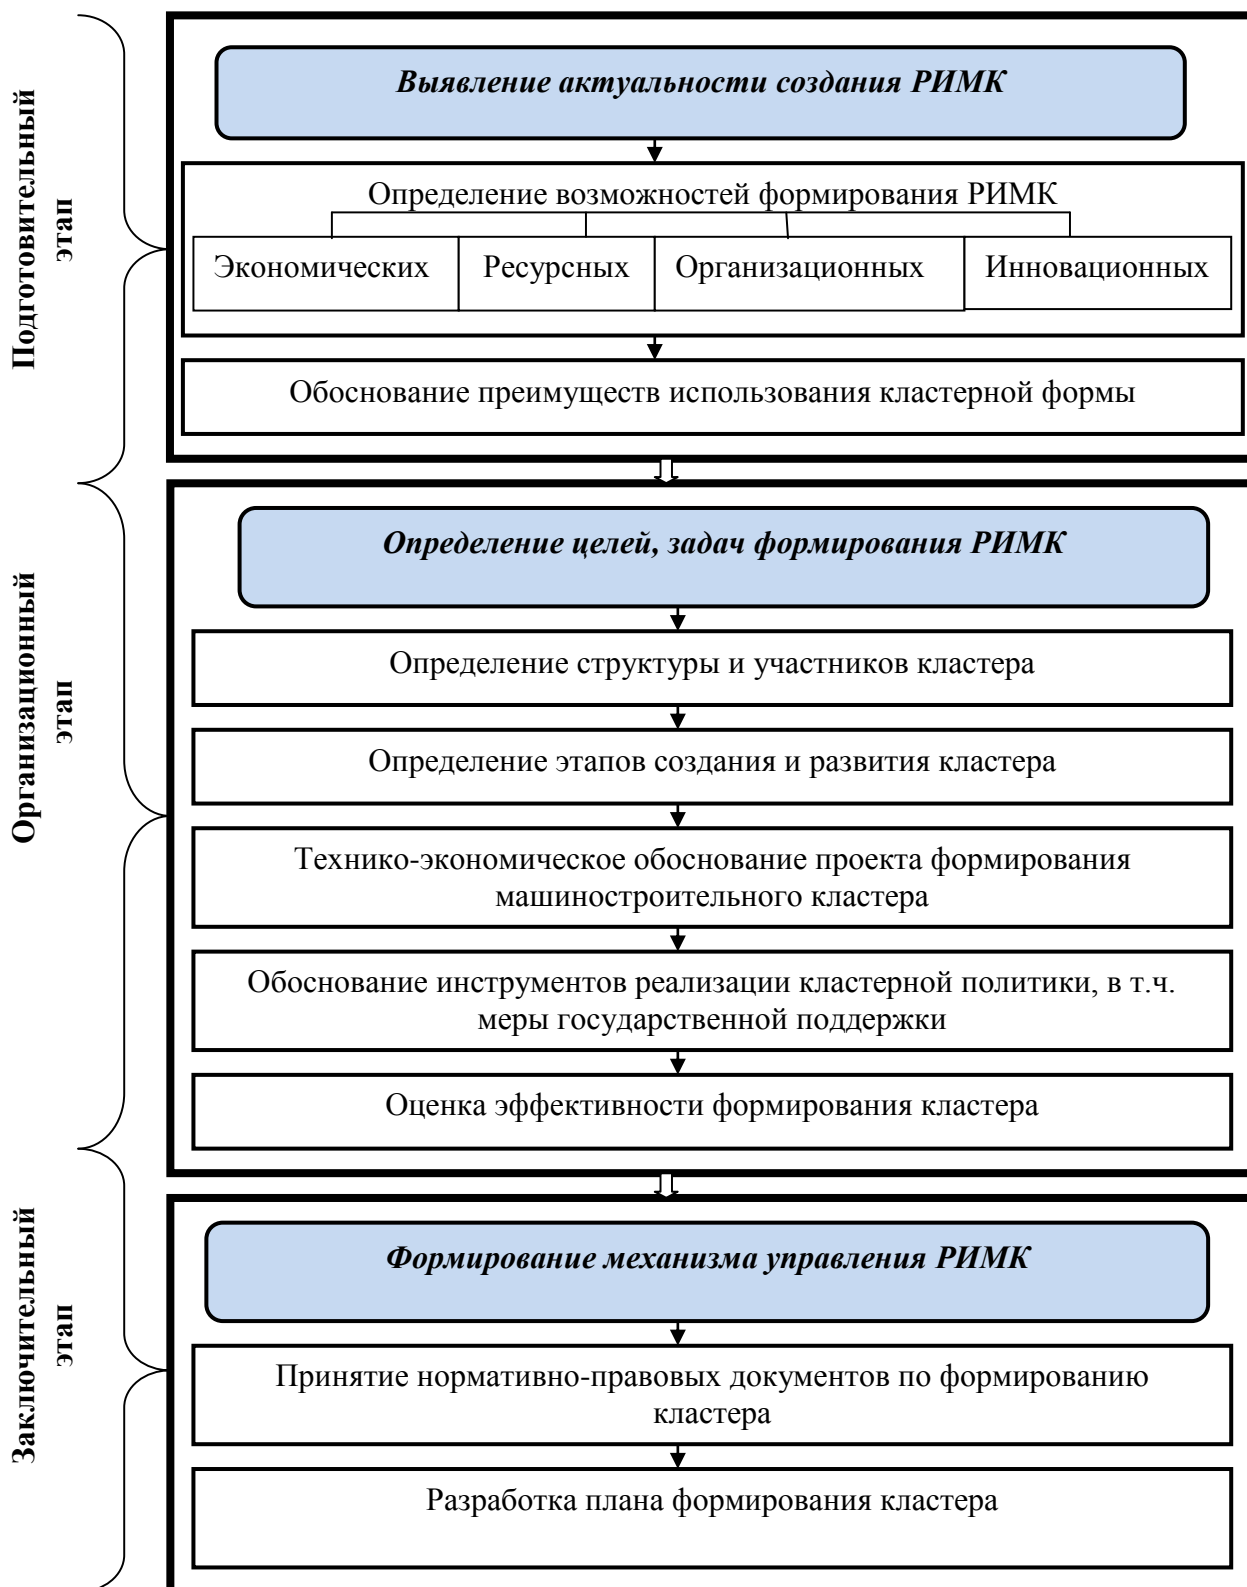 Подготовительный
этап
Выявление актуальности создания РИМК
Определение возможностей формирования РИМК
Экономических
Ресурсных
Организационных
Инновационных
Обоснование преимуществ использования кластерной формы
Организационный
этап
Определение целей, задач формирования РИМК
Определение структуры и участников кластера
Определение этапов создания и развития кластера
Технико-экономическое обоснование проекта формирования
машиностроительного кластера
Обоснование инструментов реализации кластерной политики, в т.ч.
меры государственной поддержки
Оценка эффективности формирования кластера
Заключительный
этап
Формирование механизма управления РИМК
Принятие нормативно-правовых документов по формированию
кластера
Разработка плана формирования кластера